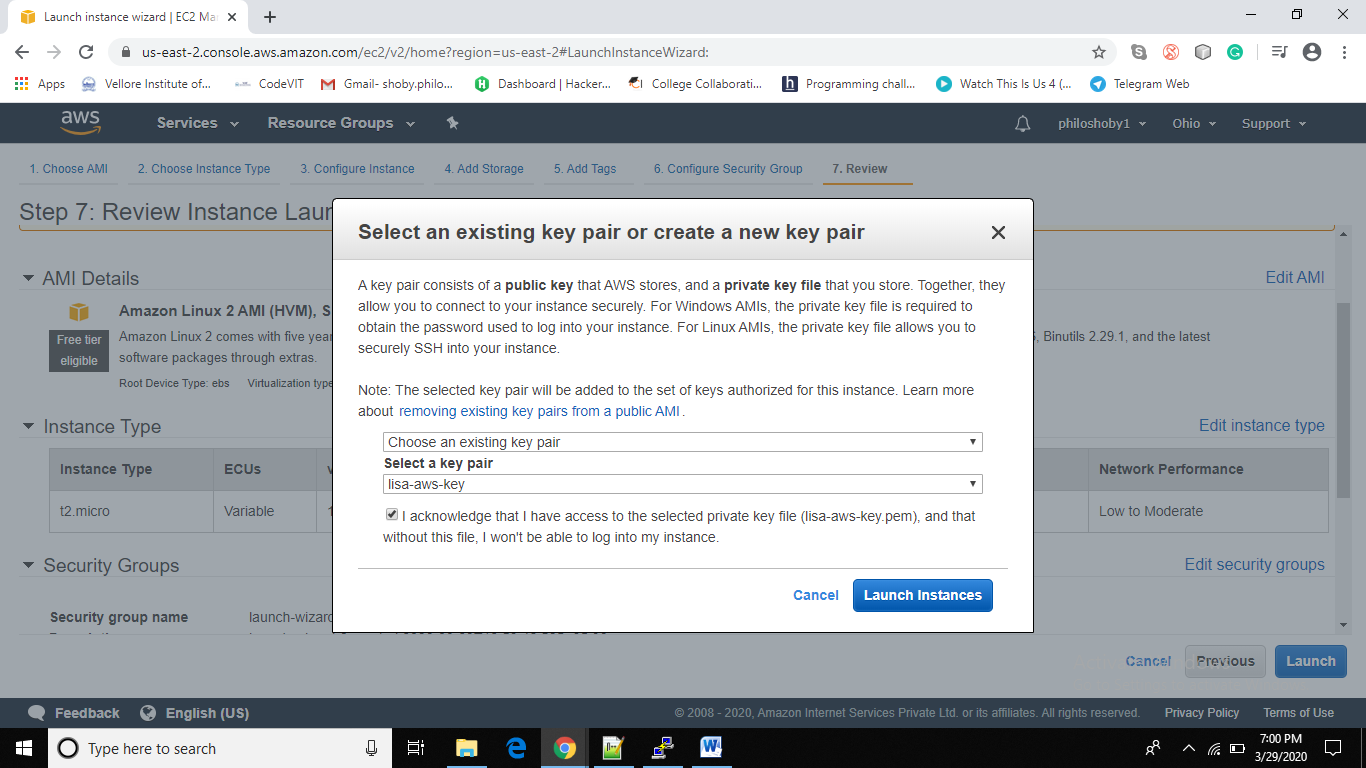 Launch instance wizard | EC2 Ma
us-east-2.console.aws.amazon.com/ec2/v2/home?region=us-east-2#LaunchInstanceWizard:
Apps Vellore Institute of... CodeVIT Gmail- shoby.philo... Dashboard | Hacker... College Collaborati... Programming chall... Watch This Is Us 4 (... Telegram Web
aws Services Resource Groups philoshoby1 Ohio Support
1. Choose AMI 2. Choose Instance Type 3. Configure Instance 4. Add Storage 5. Add Tags 6. Configure Security Group 7. Review
Step 7: Review Instance Laun
Select an existing key pair or create a new key pair
A key pair consists of a public key that AWS stores, and a private key file that you store. Together, they
allow you to connect to your instance securely. For Windows AMIs, the private key file is required to
obtain the password used to log into your instance. For Linux AMIs, the private key file allows you to
securely SSH into your instance.
Note: The selected key pair will be added to the set of keys authorized for this instance. Learn more
about removing existing key pairs from a public AMI .
Choose an existing key pair
Select a key pair
lisa-aws-key
I acknowledge that I have access to the selected private key file (lisa-aws-key.pem), and that
without this file, I won't be able to log into my instance.
Cancel Launch Instances
AMI Details Edit AMI
Amazon Linux 2 AMI (HVM), S
Free tier
eligible
Amazon Linux 2 comes with five yea , Binutils 2.29.1, and the latest
software packages through extras.
Root Device Type: ebs Virtualization type
Instance Type Edit instance type
Instance Type ECUs Network Performance
t2.micro Variable Low to Moderate
Security Groups Edit security groups
Security group name launch-wizard
Cancel Previous Launch
Feedback English (US) © 2008 - 2020, Amazon Internet Services Private Ltd. or its affiliates. All rights reserved. Privacy Policy Terms of Use
Type here to search
7:00 PM
3/29/2020